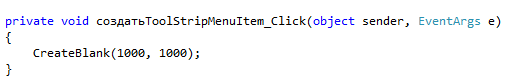 private void создатьToolStripMenuItem_Click(object sender, EventArgs e)
{
    CreateBlank(1000, 1000);
}